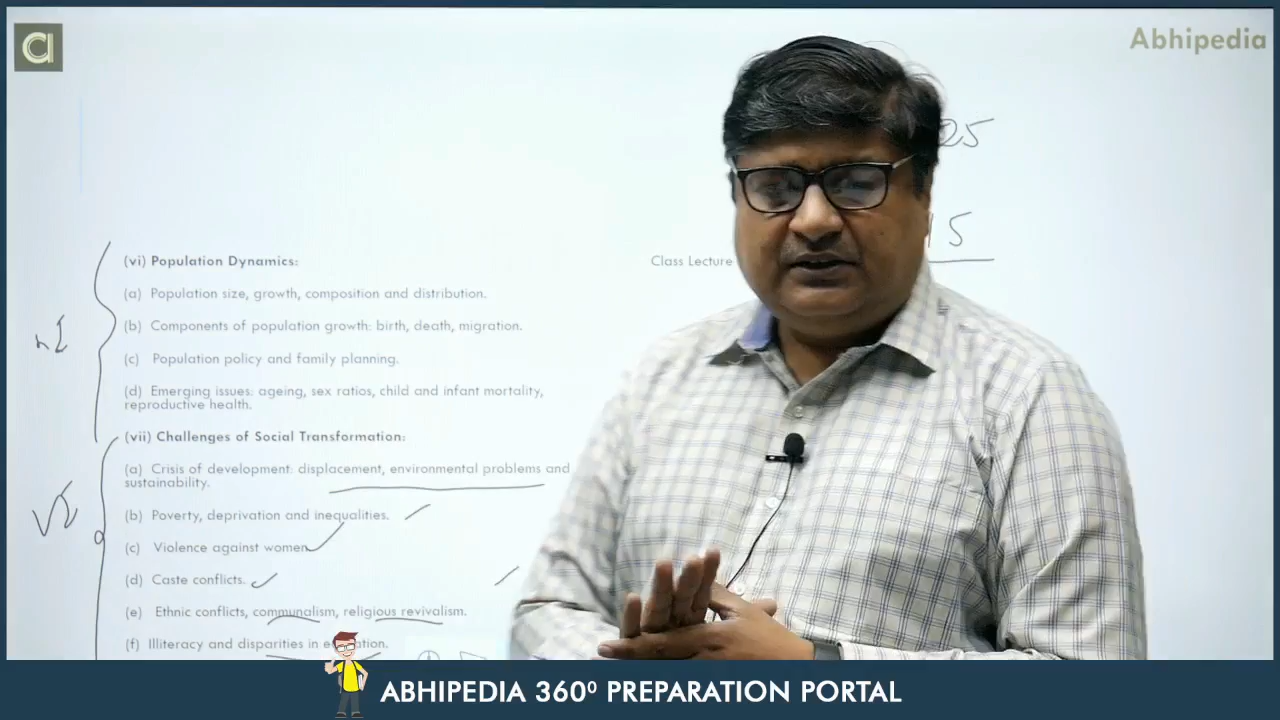 Abhipedia
25
15
(vi) Population Dynamics:
Class Lecture
(a) Population size, growth, composition and distribution.
(b) Components of population growth: birth, death, migration.
(c) Population policy and family planning.
(d) Emerging issues: ageing, sex ratios, child and infant mortality,
reproductive health.
(vii) Challenges of Social Transformation:
(a) Crisis of development: displacement, environmental problems and
sustainability.
(b) Poverty, deprivation and inequalities.
(c) Violence against women
(d) Caste conflicts.
(e) Ethnic conflicts, communalism, religious revivalism.
(f) Illiteracy and disparities in
ABHIPEDIA 360⁰ PREPARATION PORTAL